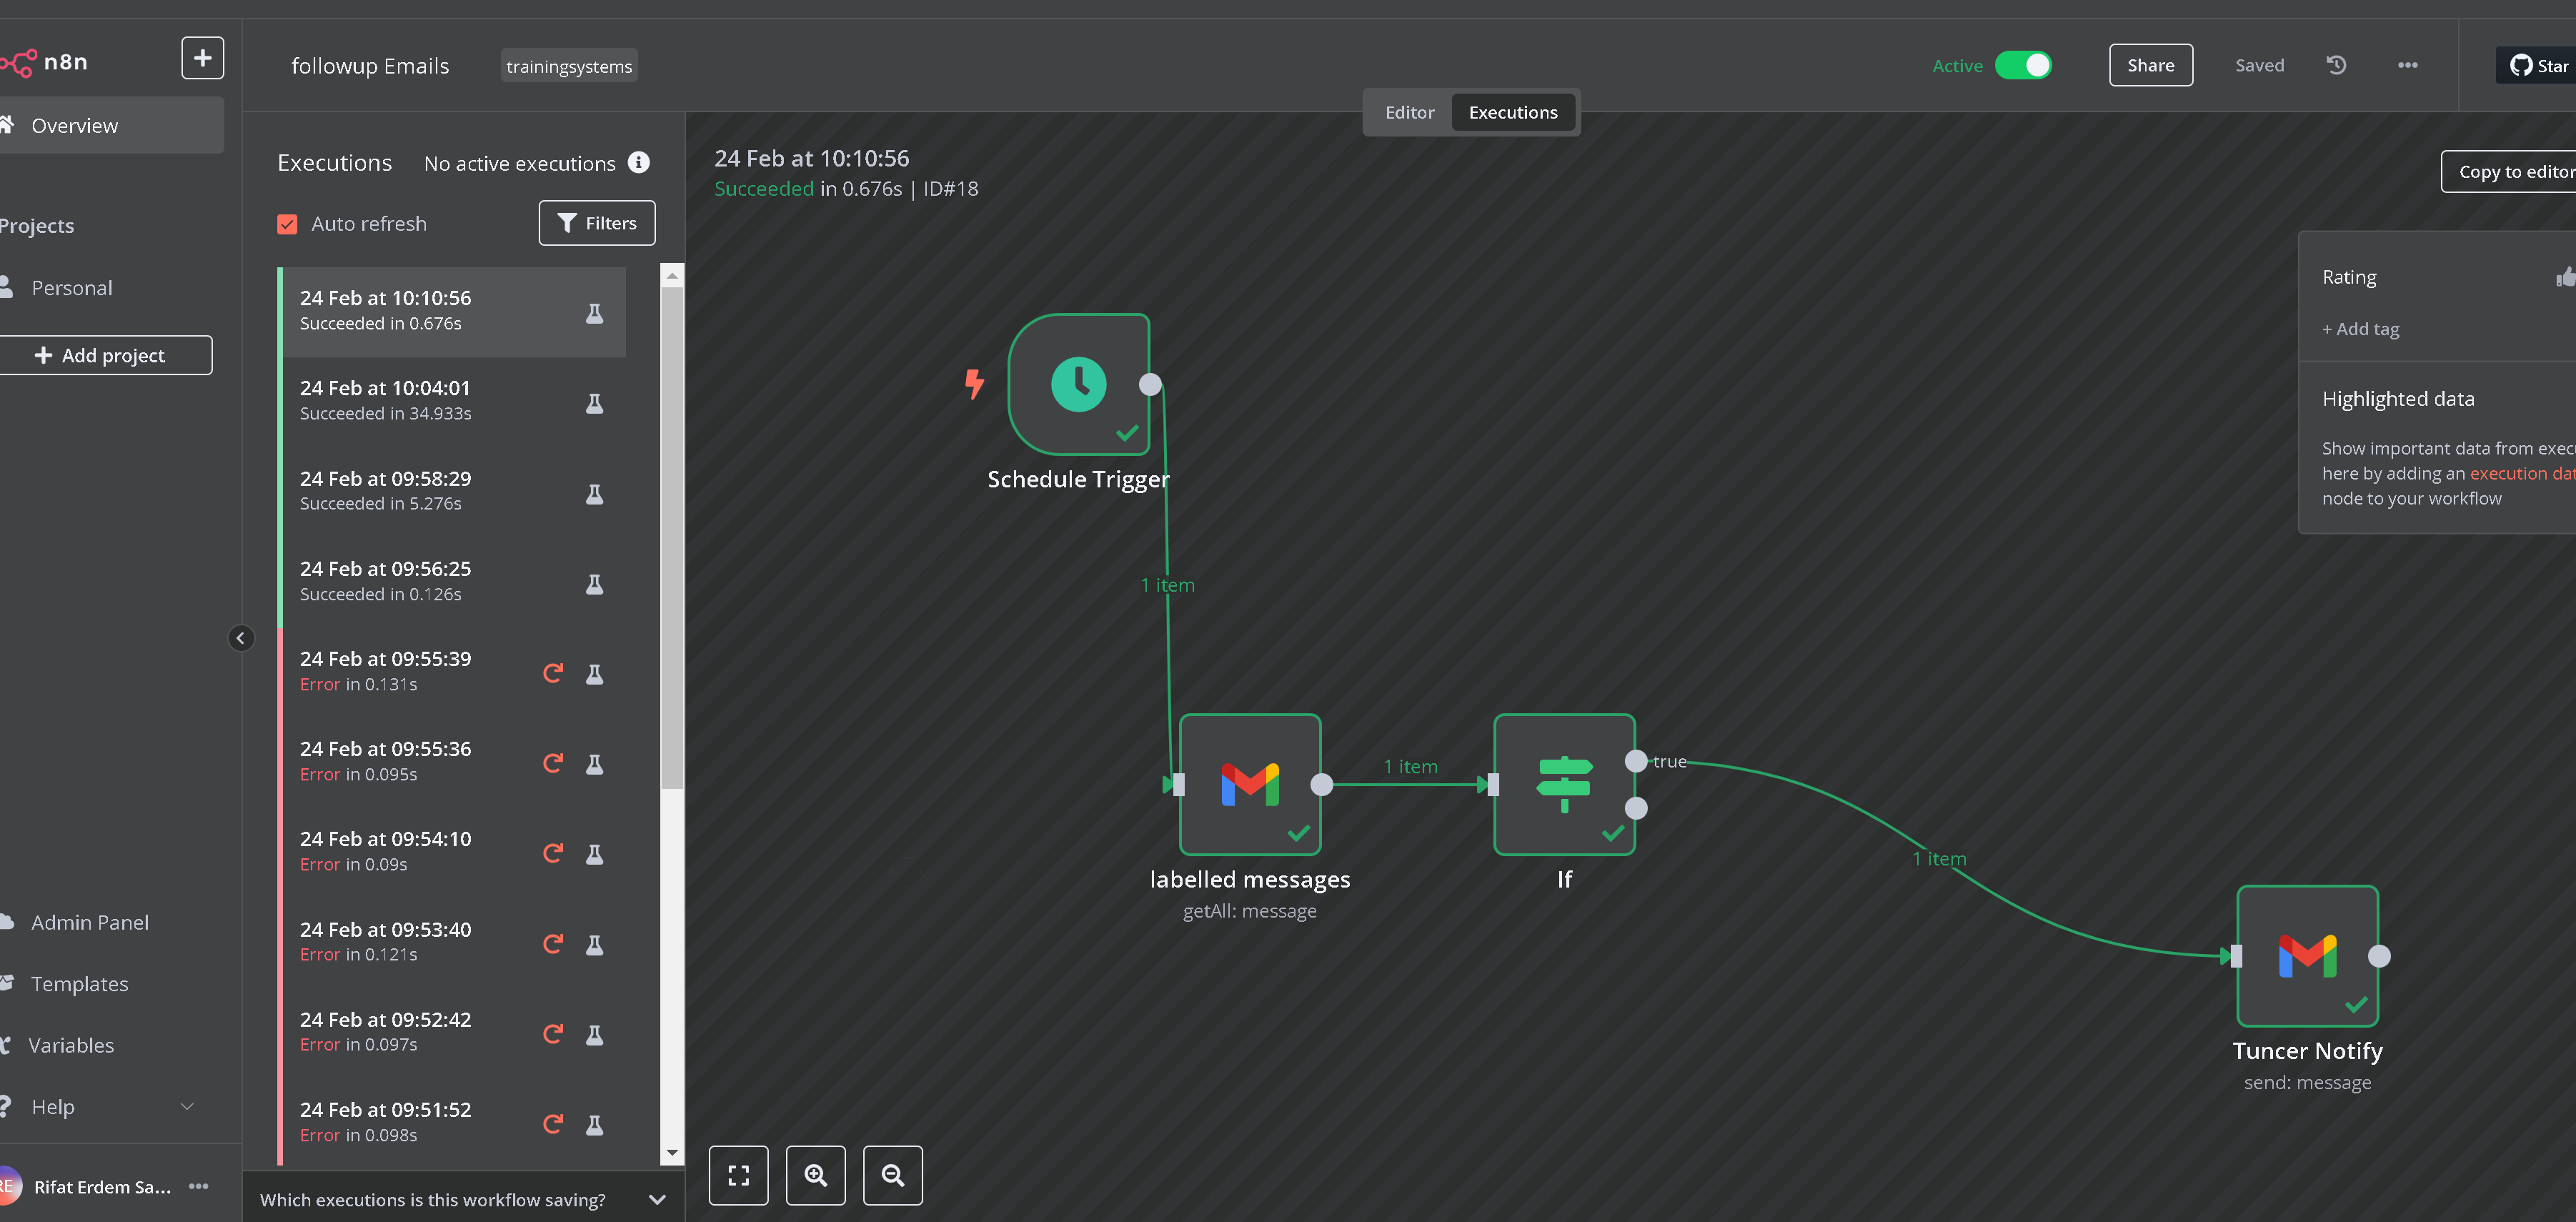 n8n
followup Emails
trainingsystems
Active
Share
Saved
Star
Overview
Projects
Personal
Add project
Admin Panel
Templates
Variables
Help
RE
Rifat Erdem Sa...
Editor
Executions
Executions
No active executions
Auto refresh
Filters
24 Feb at 10:10:56
Succeeded in 0.676s
24 Feb at 10:04:01
Succeeded in 34.933s
24 Feb at 09:58:29
Succeeded in 5.276s
24 Feb at 09:56:25
Succeeded in 0.126s
24 Feb at 09:55:39
Error in 0.131s
24 Feb at 09:55:36
Error in 0.095s
24 Feb at 09:54:10
Error in 0.09s
24 Feb at 09:53:40
Error in 0.121s
24 Feb at 09:52:42
Error in 0.097s
24 Feb at 09:51:52
Error in 0.098s
Which executions is this workflow saving?
24 Feb at 10:10:56
Succeeded in 0.676s | ID#18
Copy to editor
Schedule Trigger
1 item
labelled messages
getAll: message
1 item
If
true
1 item
Tuncer Notify
send: message
Rating
+ Add tag
Highlighted data
Show important data from
here by adding an execution
node to your workflow